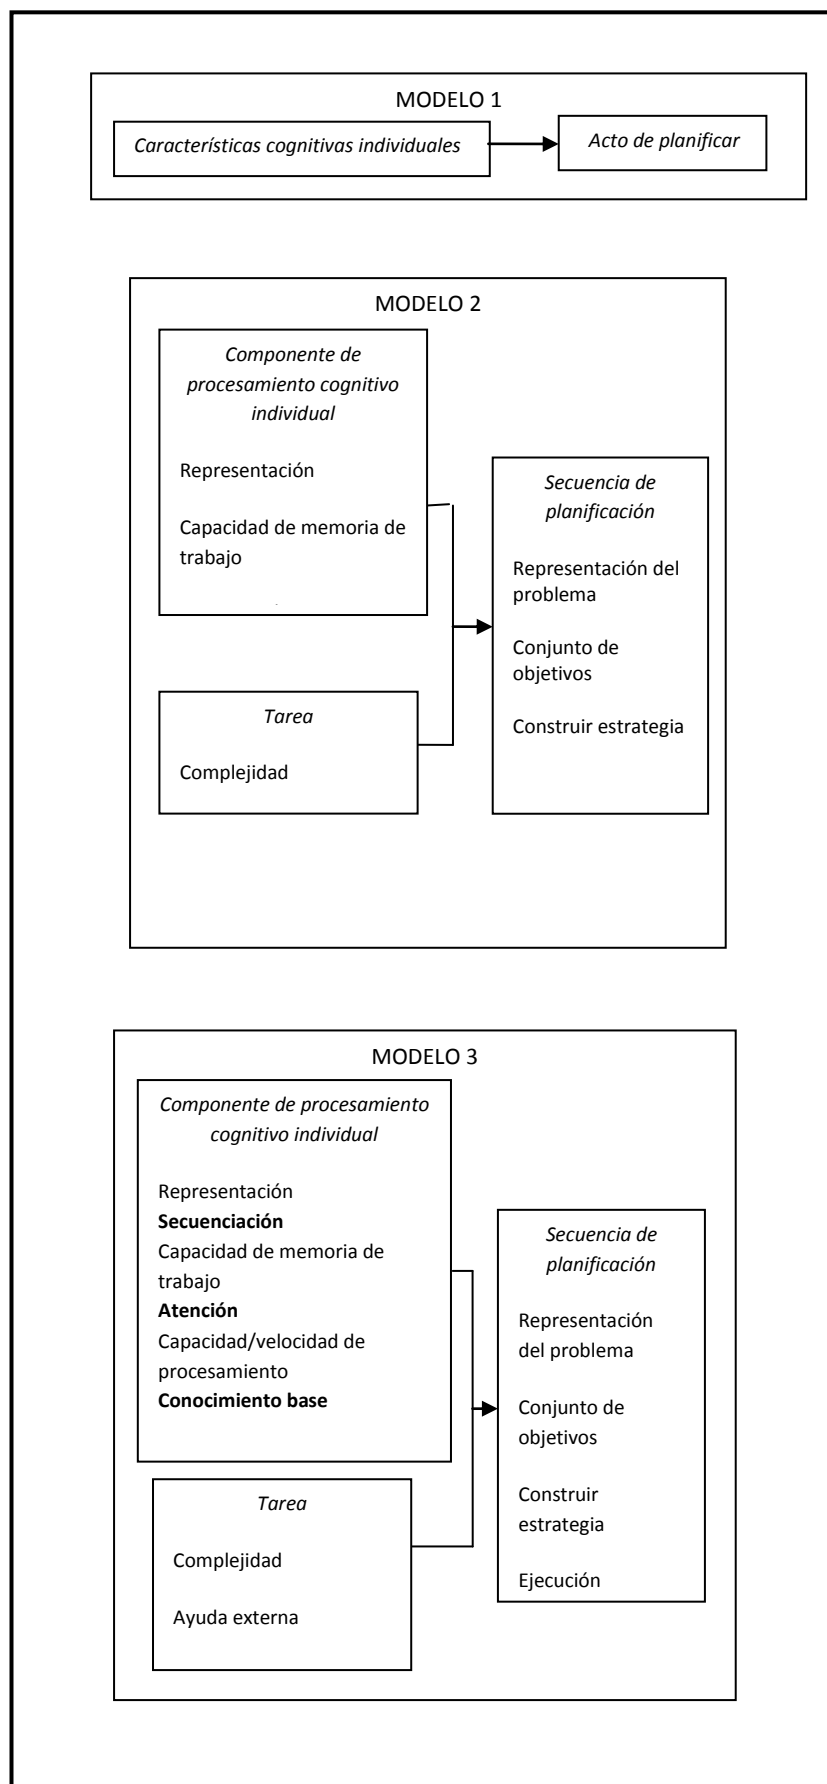 MODELO 1
Características cognitivas individuales
Acto de planificar
MODELO 2
Componente de
procesamiento cognitivo
individual
Representación
Capacidad de memoria de
trabajo
Tarea
Complejidad
Secuencia de
planificación
Representación del
problema
Conjunto de
objetivos
Construir estrategia
MODELO 3
Componente de procesamiento
cognitivo individual
Representación
Secuenciación
Capacidad de memoria de
trabajo
Atención
Capacidad/velocidad de
procesamiento
Conocimiento base
Tarea
Complejidad
Ayuda externa
Secuencia de
planificación
Representación
del problema
Conjunto de
objetivos
Construir
estrategia
Ejecución